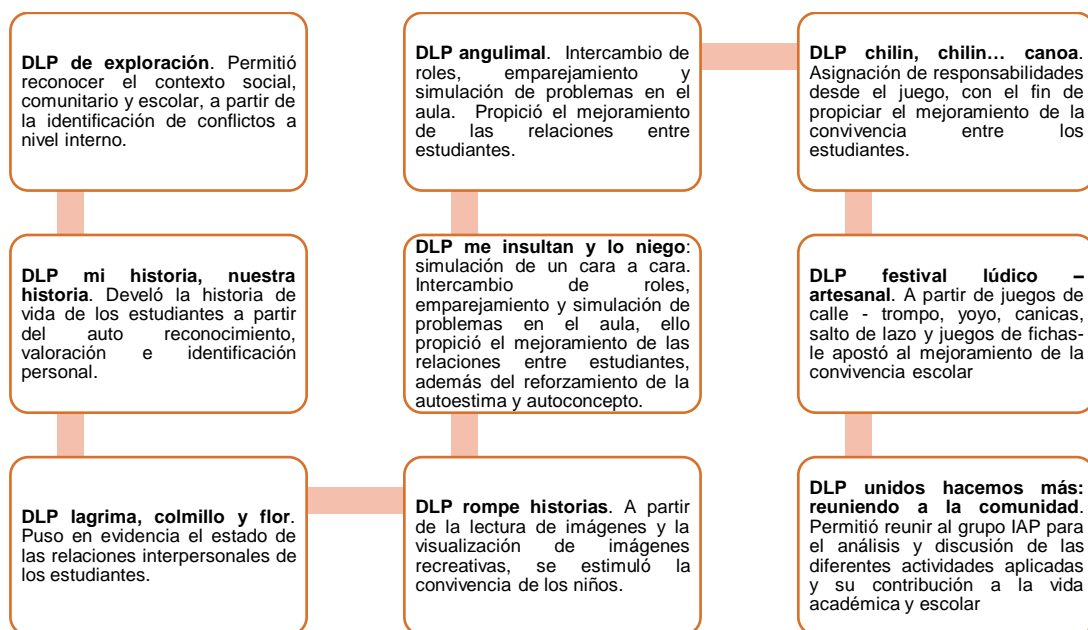 DLP de exploración. Permitió
reconocer el contexto social,
comunitario y escolar, a partir de
la identificación de conflictos a
nivel interno.
DLP mi historia, nuestra
historia. Develó la historia de
vida de los estudiantes a partir
del auto reconocimiento,
valoración e identificación
personal.
DLP lagrima, colmillo y flor.
Puso en evidencia el estado de
las relaciones interpersonales de
los estudiantes.
DLP rompe historias. A partir
de la lectura de imágenes y la
visualización de imágenes
recreativas, se estimuló la
convivencia de los niños.
DLP me insultan y lo niego:
simulación de un cara a cara.
Intercambio de roles,
emparejamiento y simulación de
problemas en el aula, ello
propició el mejoramiento de las
relaciones entre estudiantes,
además del reforzamiento de la
autoestima y autoconcepto.
DLP angulimal. Intercambio de
roles, emparejamiento y
simulación de problemas en el
aula. Propició el mejoramiento
de las relaciones entre
estudiantes.
DLP chilin, chilin… canoa.
Asignación de responsabilidades
desde el juego, con el fin de
propiciar el mejoramiento de la
convivencia entre los
estudiantes.
DLP festival lúdico –
artesanal. A partir de juegos de
calle - trompo, yoyo, canicas,
salto de lazo y juegos de fichas-
le apostó al mejoramiento de la
convivencia escolar
DLP unidos hacemos más:
reuniendo a la comunidad.
Permitió reunir al grupo IAP para
el análisis y discusión de las
diferentes actividades aplicadas
y su contribución a la vida
académica y escolar